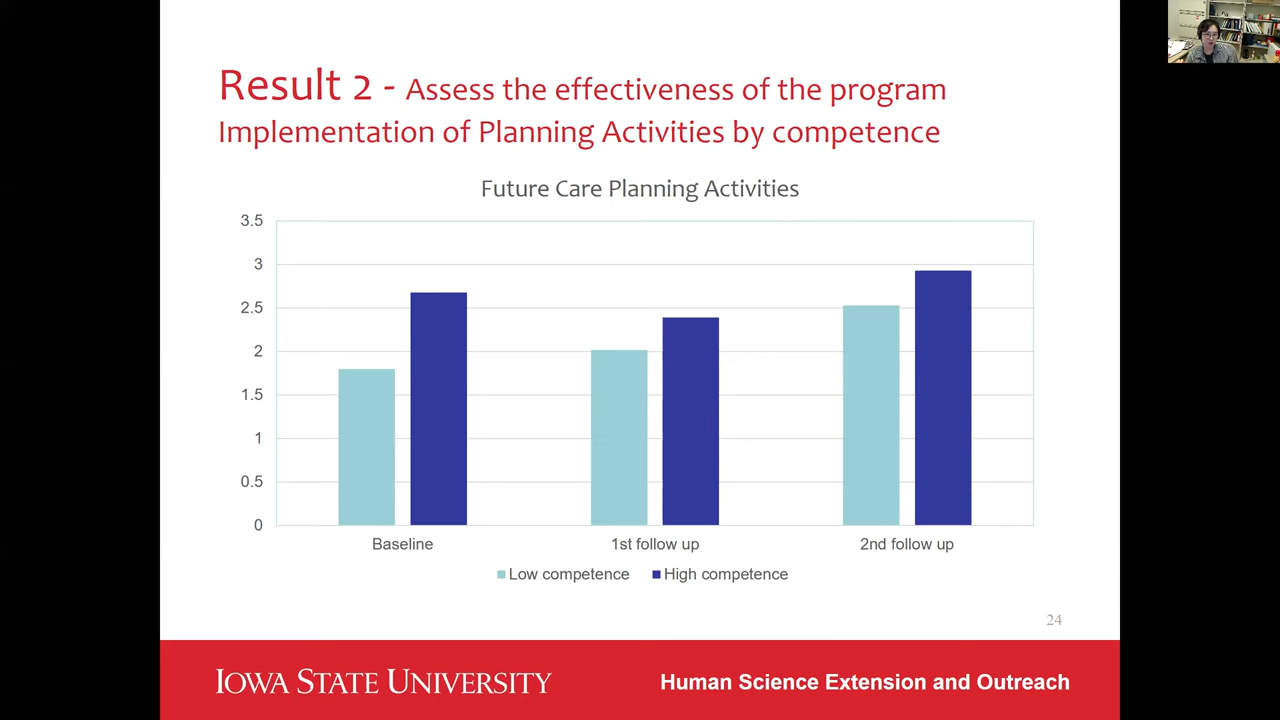 Result 2 - Assess the effectiveness of the program
Implementation of Planning Activities by competence
Future Care Planning Activities
3.5
3
2.5
2
1.5
1
0.5
0
Baseline 1st follow up 2nd follow up
Low competence High competence
24
IOWA STATE UNIVERSITY Human Science Extension and Outreach